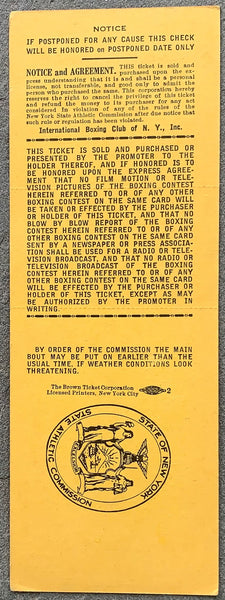 NOTICE
IF POSTPONED FOR ANY CAUSE THIS CHECK
WILL BE HONORED on POSTPONED DATE ONLY
NOTICE and AGREEMENT- THIS ticket is sold and
purchased upon the ex-
press understanding that it is and shall be a personal
license, not transferable, and good only to admit the
person who purchased the same. This corporation hereby
reserves the right to cancel the privilege of this ticket
and refund the money to its purchaser for any act
considered in violation of any of the rules of the
New York State Athletic Commission after due notice that
such rule or regulation has been violated.
International Boxing Club of N. Y., Inc.
THIS TICKET IS SOLD AND PURCHASED OR
PRESENTED BY THE PROMOTER TO THE
HOLDER THEREOF, AND IF HONORED IS TO
BE HONORED UPON THE EXPRESS AGREE-
MENT THAT NO FILM MOTION OR TELE-
VISION PICTURES OF THE BOXING CONTEST
HEREIN REFERRED TO OR OF ANY OTHER
BOXING CONTEST ON THE SAME CARD WILL
BE TAKEN OR EFFECTED BY THE PURCHASER
OR HOLDER OF THIS TICKET, AND THAT NO
BLOW BY BLOW REPORT OF THE BOXING
CONTEST HEREIN REFERRED TO OR OF ANY
OTHER BOXING CONTEST ON THE SAME CARD
SENT BY A NEWSPAPER OR PRESS ASSOCIA-
TION SHALL BE USED FOR A RADIO OR TELE-
VISION BROADCAST, AND THAT NO RADIO OR
TELEVISION BROADCAST OF THE BOXING
CONTEST HEREIN REFERRED TO OR OF ANY
OTHER BOXING CONTEST ON THE SAME CARD
WILL BE EFFECTED BY THE PURCHASER OR
HOLDER OF THIS TICKET, EXCEPT AS MAY
BE AUTHORIZED BY THE PROMOTER IN
WRITING.
BY ORDER OF THE COMMISSION THE MAIN
BOUT MAY BE PUT ON EARLIER THAN THE
USUAL TIME, IF WEATHER CONDITIONS LOOK
THREATENING.
The Brown Ticket Corporation
Licensed Printers, New York City
2
STATE OF NEW YORK
STATE ATHLETIC COMMISSION